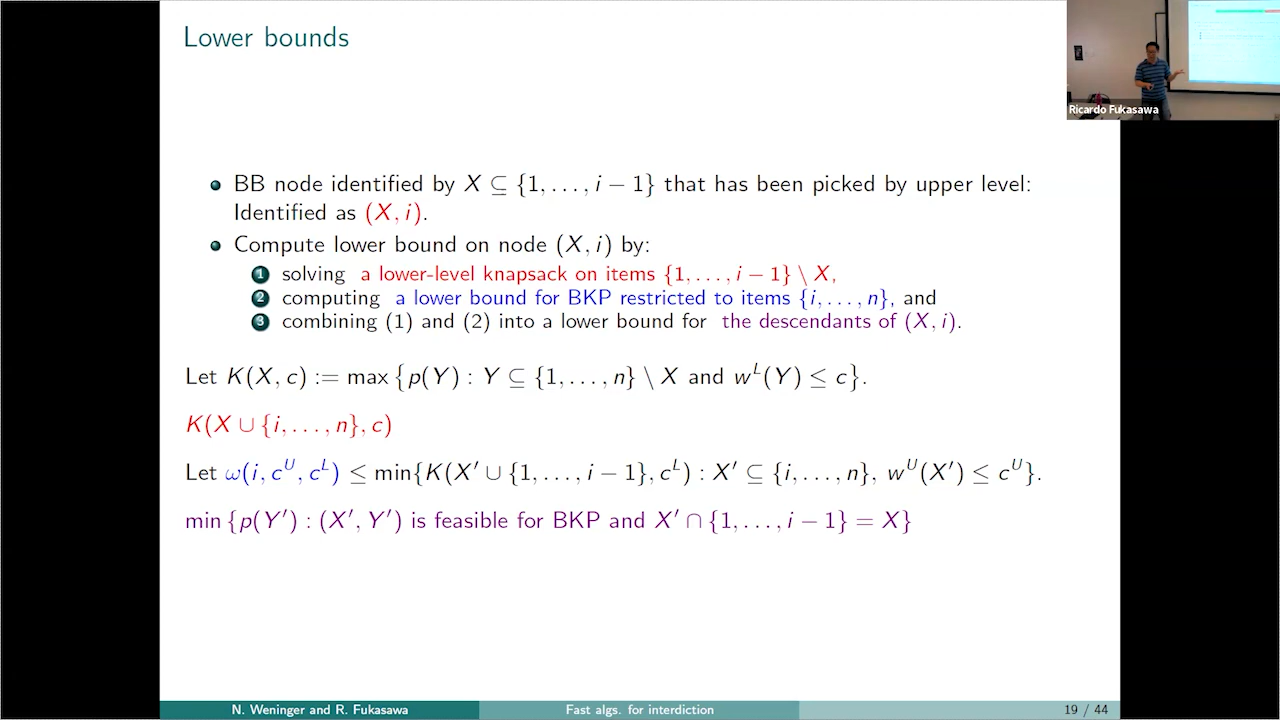 Lower bounds
Ricardo Fukasawa
• BB node identified by X ⊆ {1, . . . , i − 1} that has been picked by upper level:
Identified as (X, i).
• Compute lower bound on node (X, i) by:
1 solving a lower-level knapsack on items {1, . . . , i − 1} \ X,
2 computing a lower bound for BKP restricted to items {i, . . . , n}, and
3 combining (1) and (2) into a lower bound for the descendants of (X, i).
Let K(X, c) := max {p(Y) : Y ⊆ {1, . . . , n} \ X and w^L(Y) ≤ c}.
K(X ∪ {i, . . . , n}, c)
Let ω(i, c^U, c^L) ≤ min{K(X′ ∪ {1, . . . , i − 1}, c^L) : X′ ⊆ {i, . . . , n}, w^U(X′) ≤ c^U}.
min {p(Y′) : (X′, Y′) is feasible for BKP and X′ ∩ {1, . . . , i − 1} = X}
N. Weninger and R. Fukasawa Fast algs. for interdiction 19 / 44